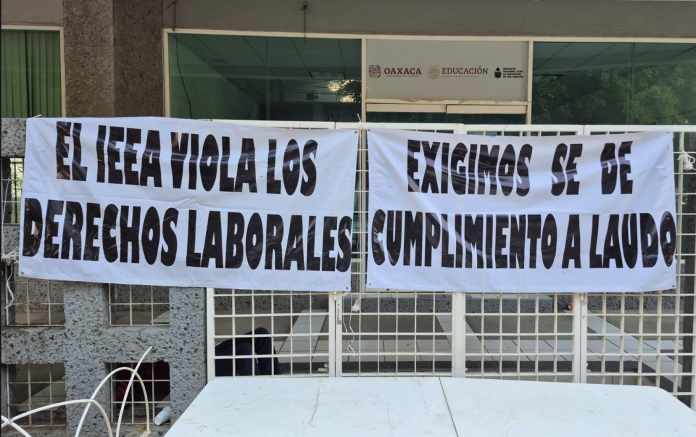 OAXACA
EDUCACIÓN
EL IEEA VIOLA LOS
DERECHOS LABORALES
EXIGIMOS SE DE
CUMPLIMIENTO A LAUDO